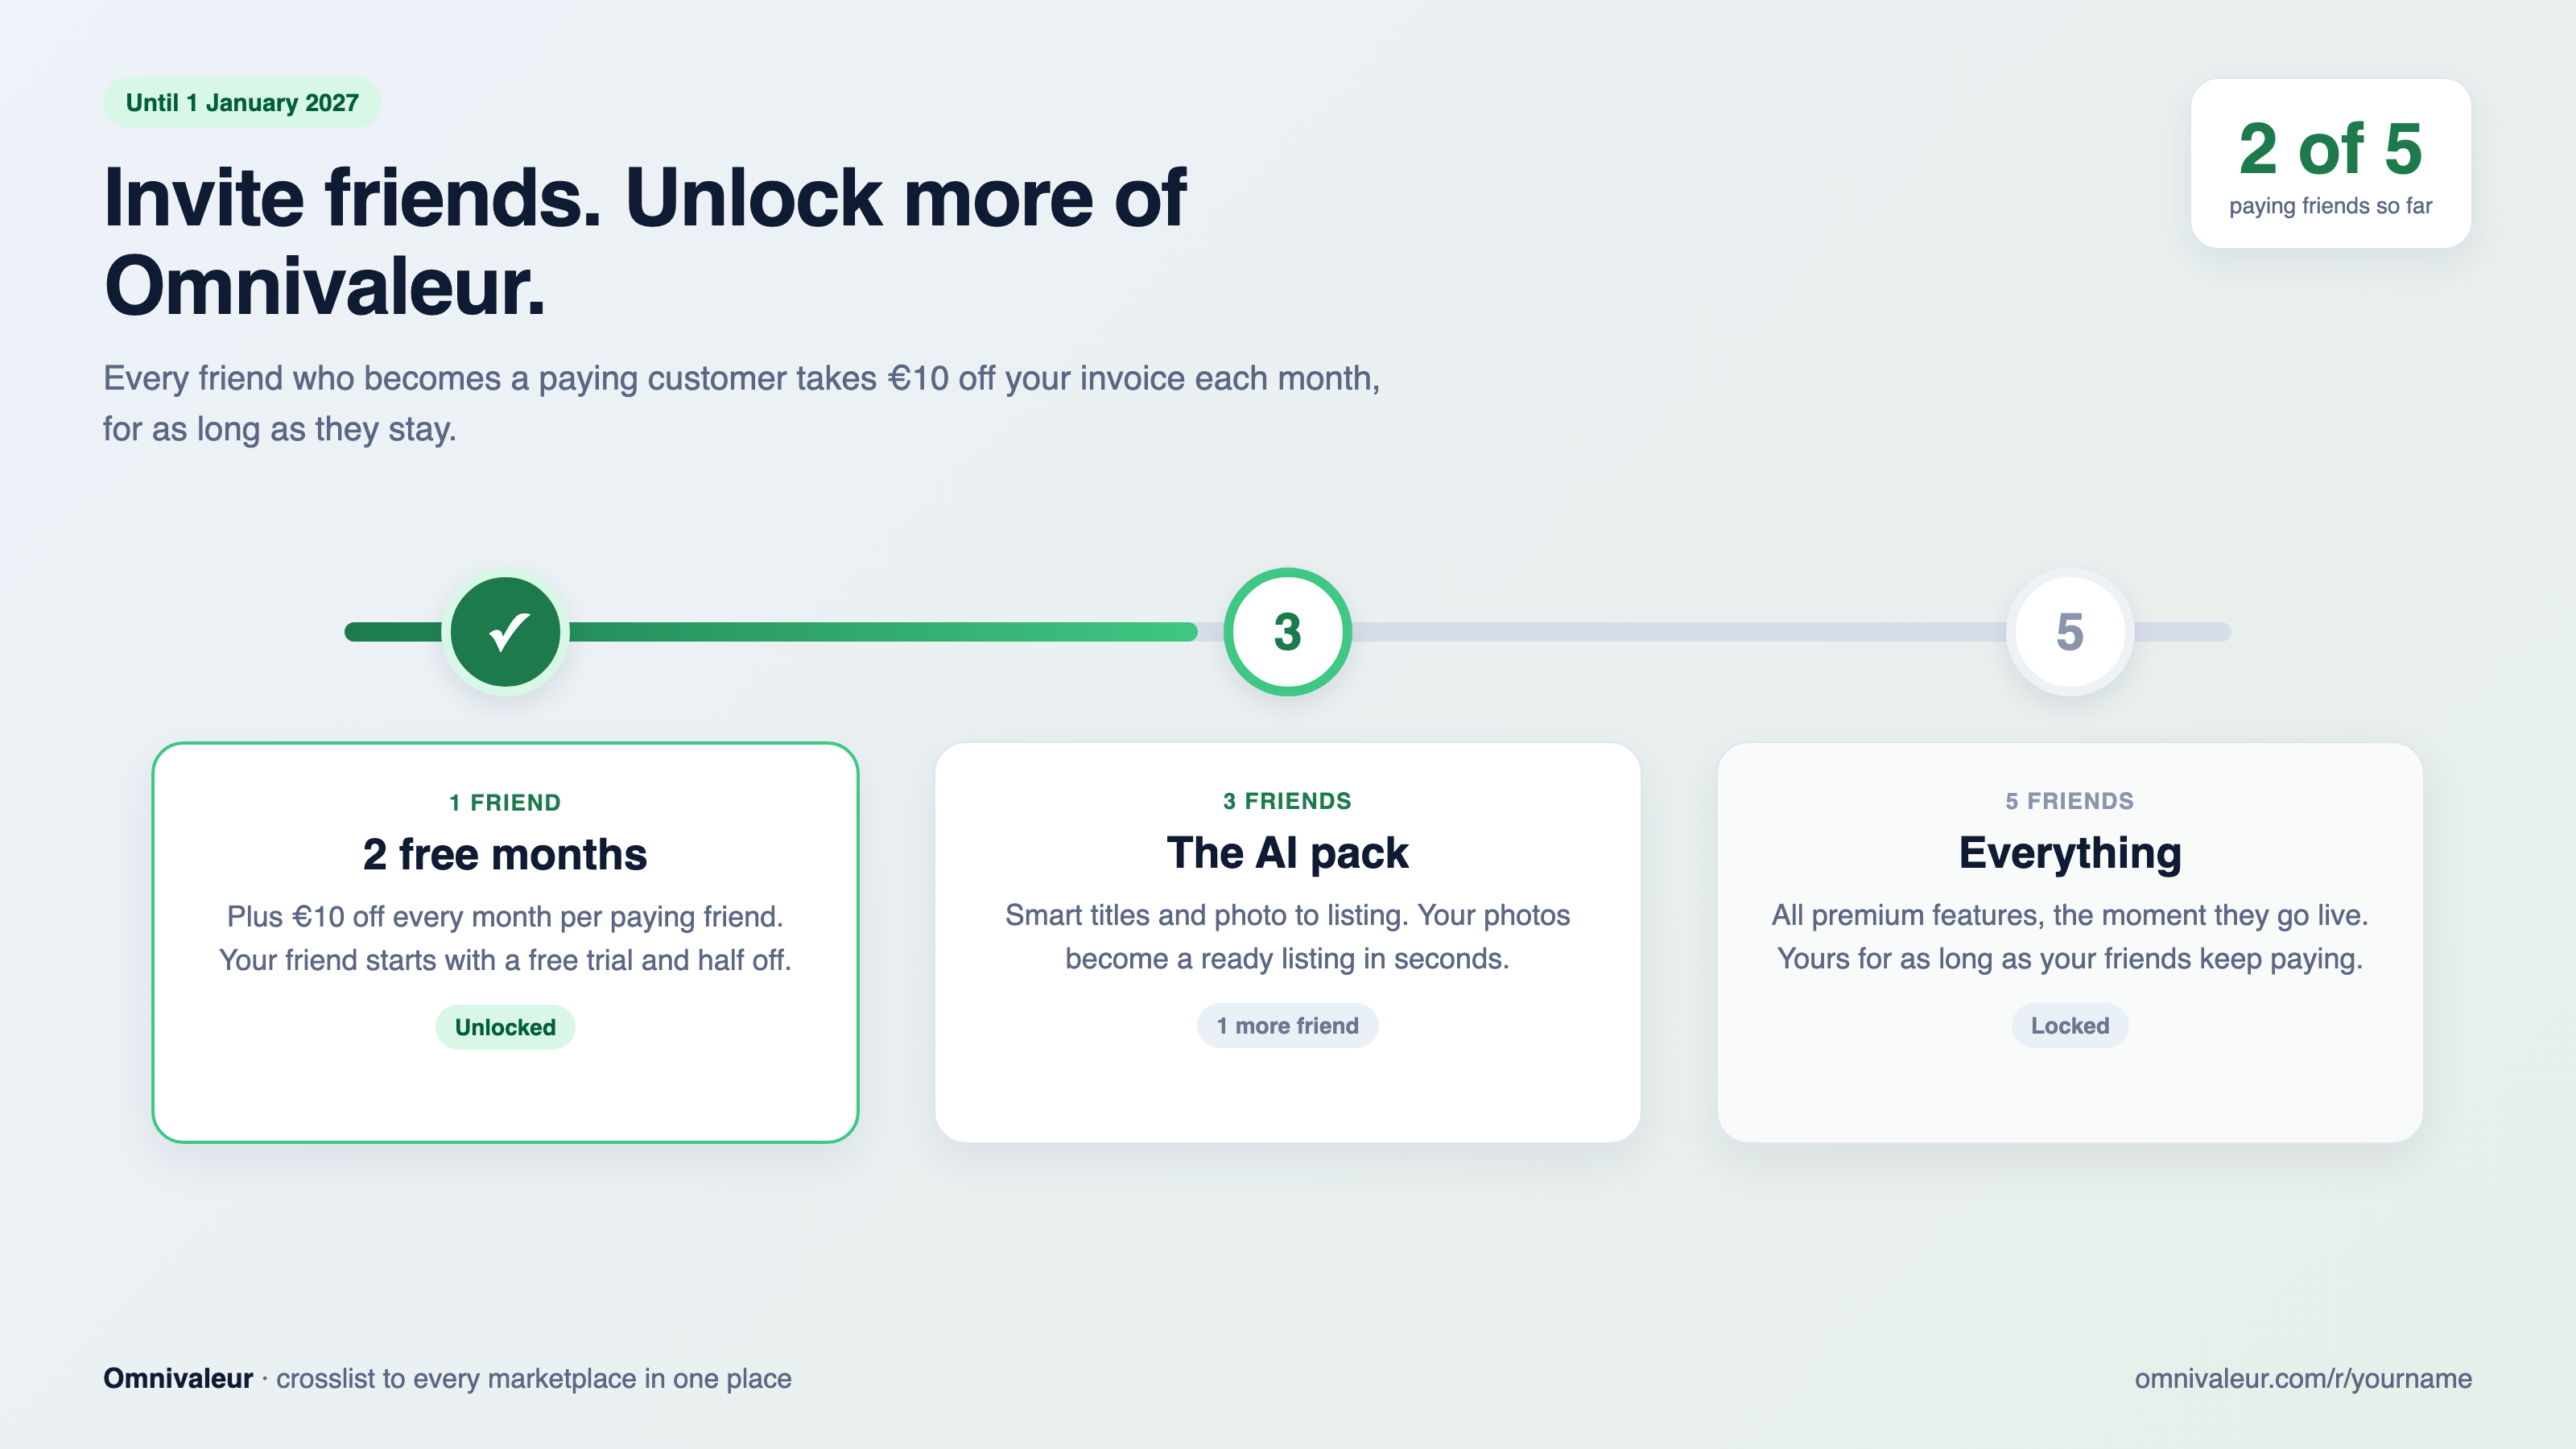 Until 1 January 2027
2 of 5
paying friends so far
Invite friends. Unlock more of
Omnivaleur.
Every friend who becomes a paying customer takes €10 off your invoice each month,
for as long as they stay.
✓
3
5
1 FRIEND
2 free months
Plus €10 off every month per paying friend.
Your friend starts with a free trial and half off.
Unlocked
3 FRIENDS
The AI pack
Smart titles and photo to listing. Your photos
become a ready listing in seconds.
1 more friend
5 FRIENDS
Everything
All premium features, the moment they go live.
Yours for as long as your friends keep paying.
Locked
Omnivaleur · crosslist to every marketplace in one place
omnivaleur.com/r/yourname